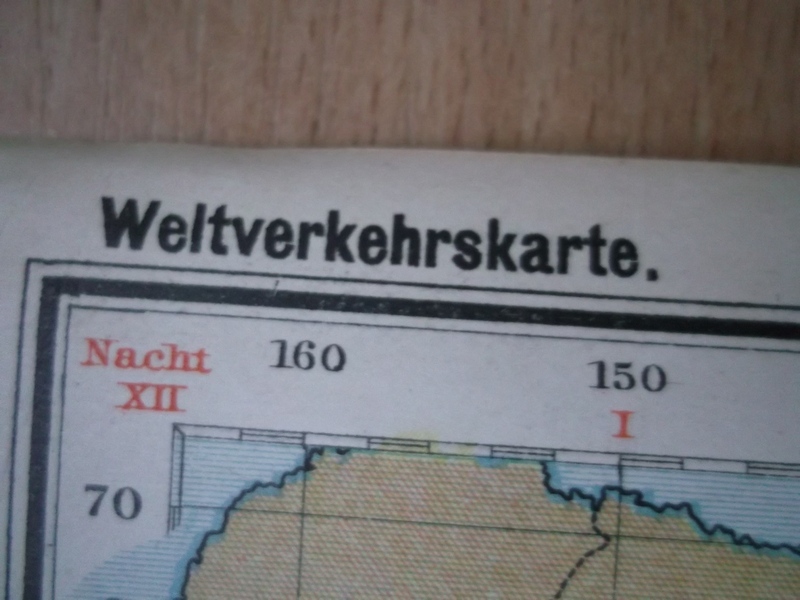 Weltverkehrskarte.
Nacht 160 150
XII I
70